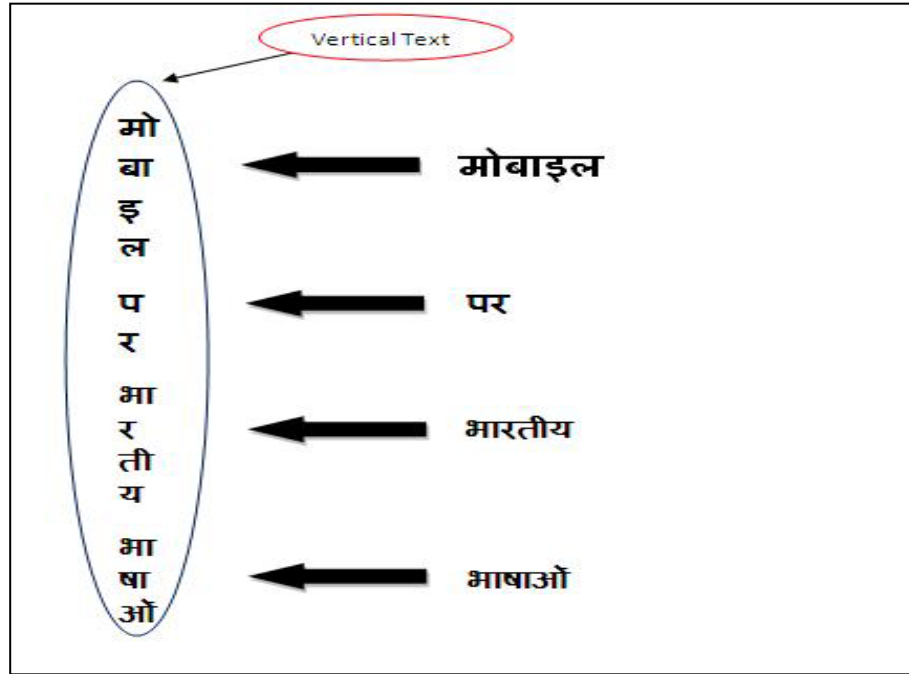 Vertical Text
मो
बा
इ
ल
प
र
भा
र
ती
य
भा
षा
ओं
मोबाइल
पर
भारतीय
भाषाओं